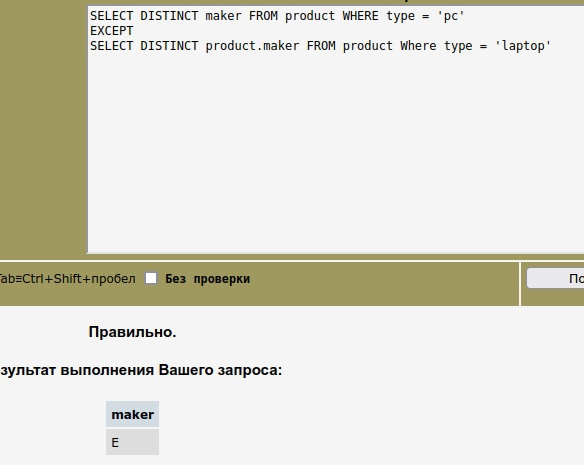 SELECT DISTINCT maker FROM product WHERE type = 'pc'
EXCEPT
SELECT DISTINCT product.maker FROM product Where type = 'laptop'
Tab≡Ctrl+Shift+пробел Без проверки По
Правильно.
зультат выполнения Вашего запроса:
maker
E